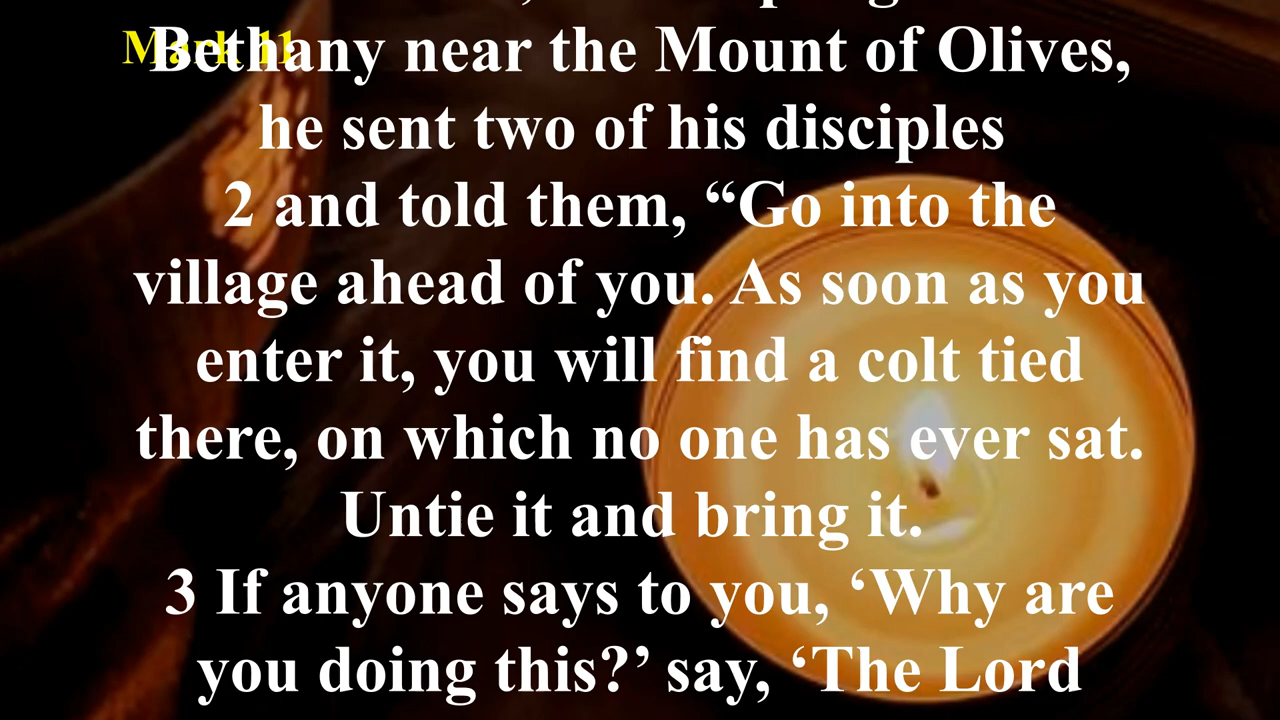 Mark 11
Bethany near the Mount of Olives,
he sent two of his disciples
2 and told them, “Go into the
village ahead of you. As soon as you
enter it, you will find a colt tied
there, on which no one has ever sat.
Untie it and bring it.
3 If anyone says to you, ‘Why are
you doing this?’ say, ‘The Lord